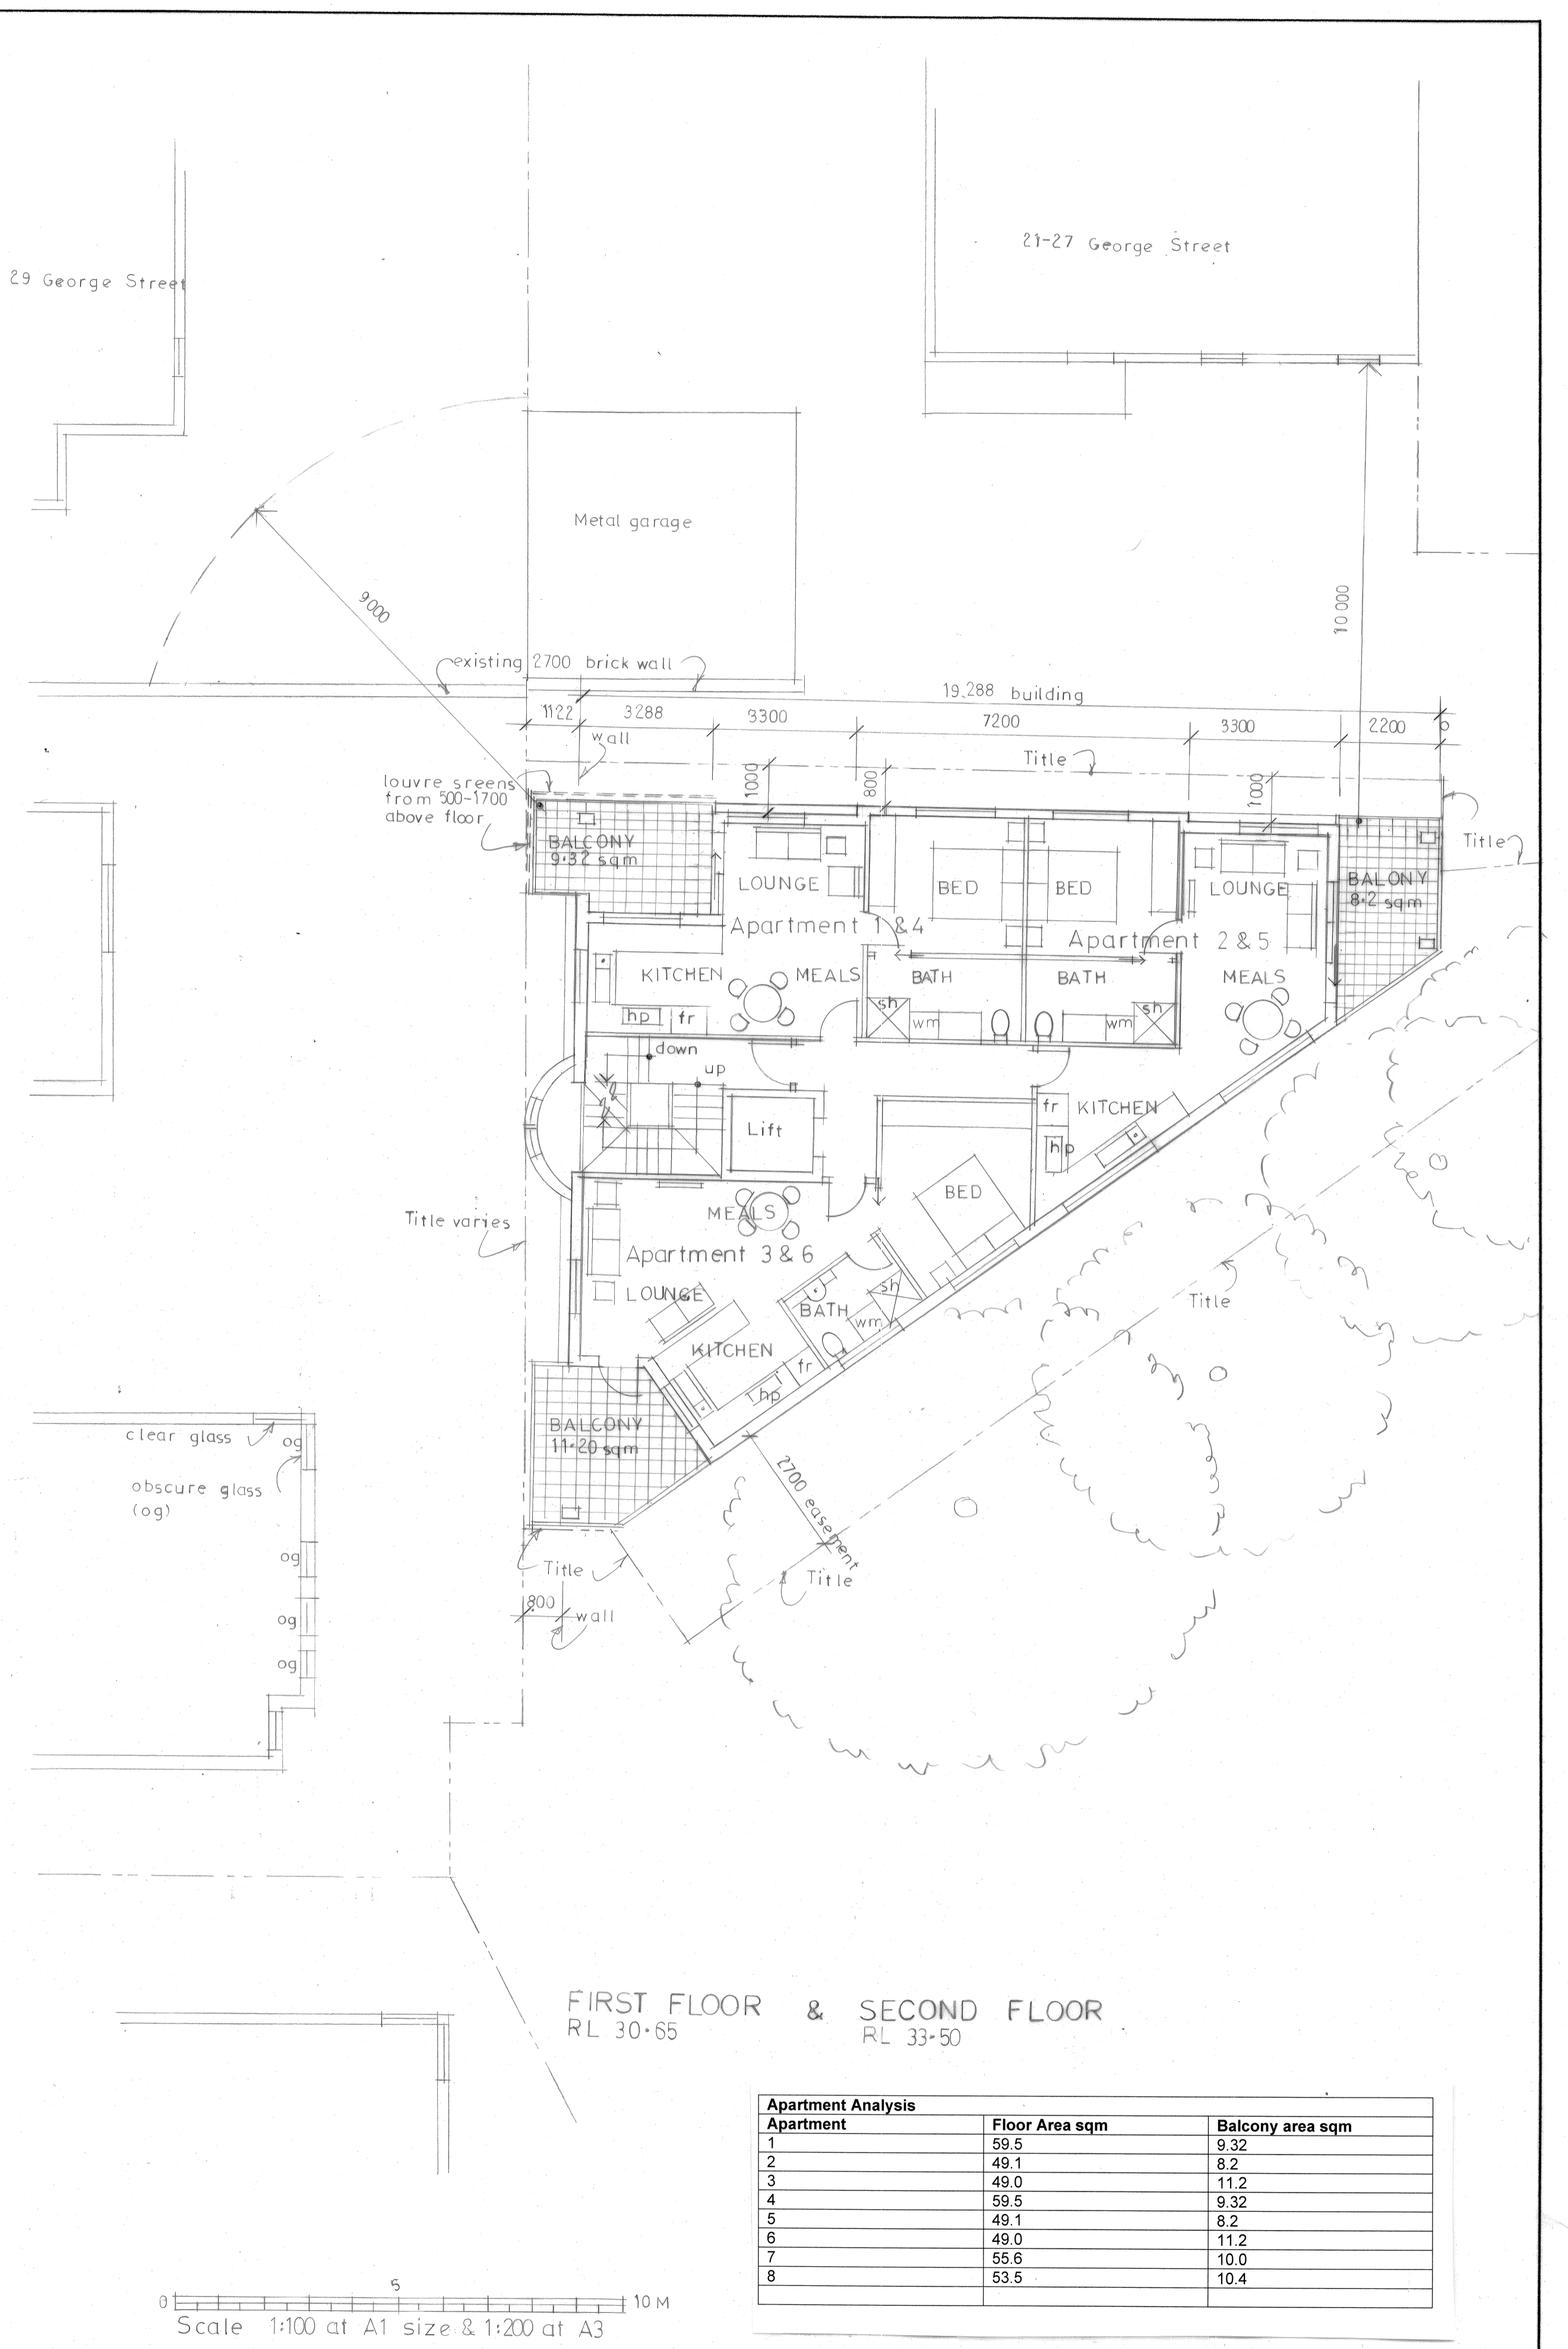 21-27 George Street
29 George Street
Metal garage
9000
10 000
existing 2700 brick wall
19.288 building
1122
3288
3300
7200
3300
2200
0
wall
Title
louvre sreens
from 500-1700
above floor
1000
800
1000
Title
BALCONY
9.32 sqm
LOUNGE
BED
BED
LOUNGE
BALONY
8.2 sqm
Apartment 1 & 4
Apartment 2 & 5
KITCHEN
MEALS
BATH
BATH
MEALS
hp
fr
sh
wm
wm
sh
down
up
Lift
fr
KITCHEN
hp
BED
MEALS
Title varies
Apartment 3 & 6
LOUNGE
sh
BATH
wm
KITCHEN
fr
hp
Title
BALCONY
11.20 sqm
clear glass
og
obscure glass
(og)
2700 easement
og
Title
Title
800
wall
og
og
FIRST FLOOR & SECOND FLOOR
RL 30.65
RL 33.50
Apartment Analysis
Apartment Floor Area sqm Balcony area sqm
1 59.5 9.32
2 49.1 8.2
3 49.0 11.2
4 59.5 9.32
5 49.1 8.2
6 49.0 11.2
7 55.6 10.0
8 53.5 10.4
0 5 10 M
Scale 1:100 at A1 size & 1:200 at A3